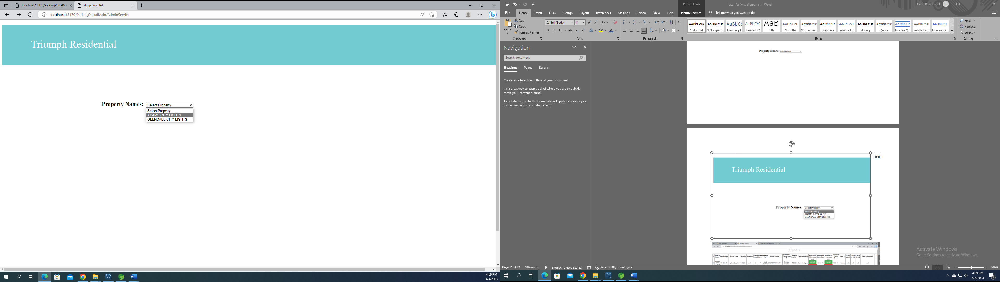 localhost:13170/ParkingPortalMa
dropdwon list
localhost:13170/ParkingPortalMain/AdminServlet
Triumph Residential
Property Names:
Select Property
Select Property
ADAMS CITY LIGHTS
GLENDALE CITY LIGHTS
4:09 PM
4/4/2023
Picture Tools
User_Activity diagrams - Word
Excel Residential
ER
File Home Insert Draw Design Layout References Mailings Review View Help Picture Format Tell me what you want to do
Paste
Cut
Copy
Format Painter
Clipboard
Calibri (Body) 11
Font
Paragraph
AaBbCcDc AaBbCcDc AaBbCc AaBbCcC AaB AaBbCcC AaBbCcDc AaBbCcDc AaBbCcDc AaBbCcDc AaBbCcDc AaBbCcDc AABBCCDC AABBCCDC
¶ Normal ¶ No Spac... Heading 1 Heading 2 Title Subtitle Subtle Em... Emphasis Intense E... Strong Quote Intense Q... Subtle Ref... Intense Re...
Styles
Find
Replace
Select
Editing
Navigation
Search document
Headings Pages Results
Create an interactive outline of your document.
It's a great way to keep track of where you are or quickly
move your content around.
To get started, go to the Home tab and apply Heading styles
to the headings in your document.
Property Names: Select Property
Triumph Residential
Property Names: Select Property
Select Property
ADAMS CITY LIGHTS
GLENDALE CITY LIGHTS
Activate Windows
Go to Settings to activate Windows.
Page 10 of 13 540 words English (United States) Accessibility: Investigate
100%
4:09 PM
4/4/2023